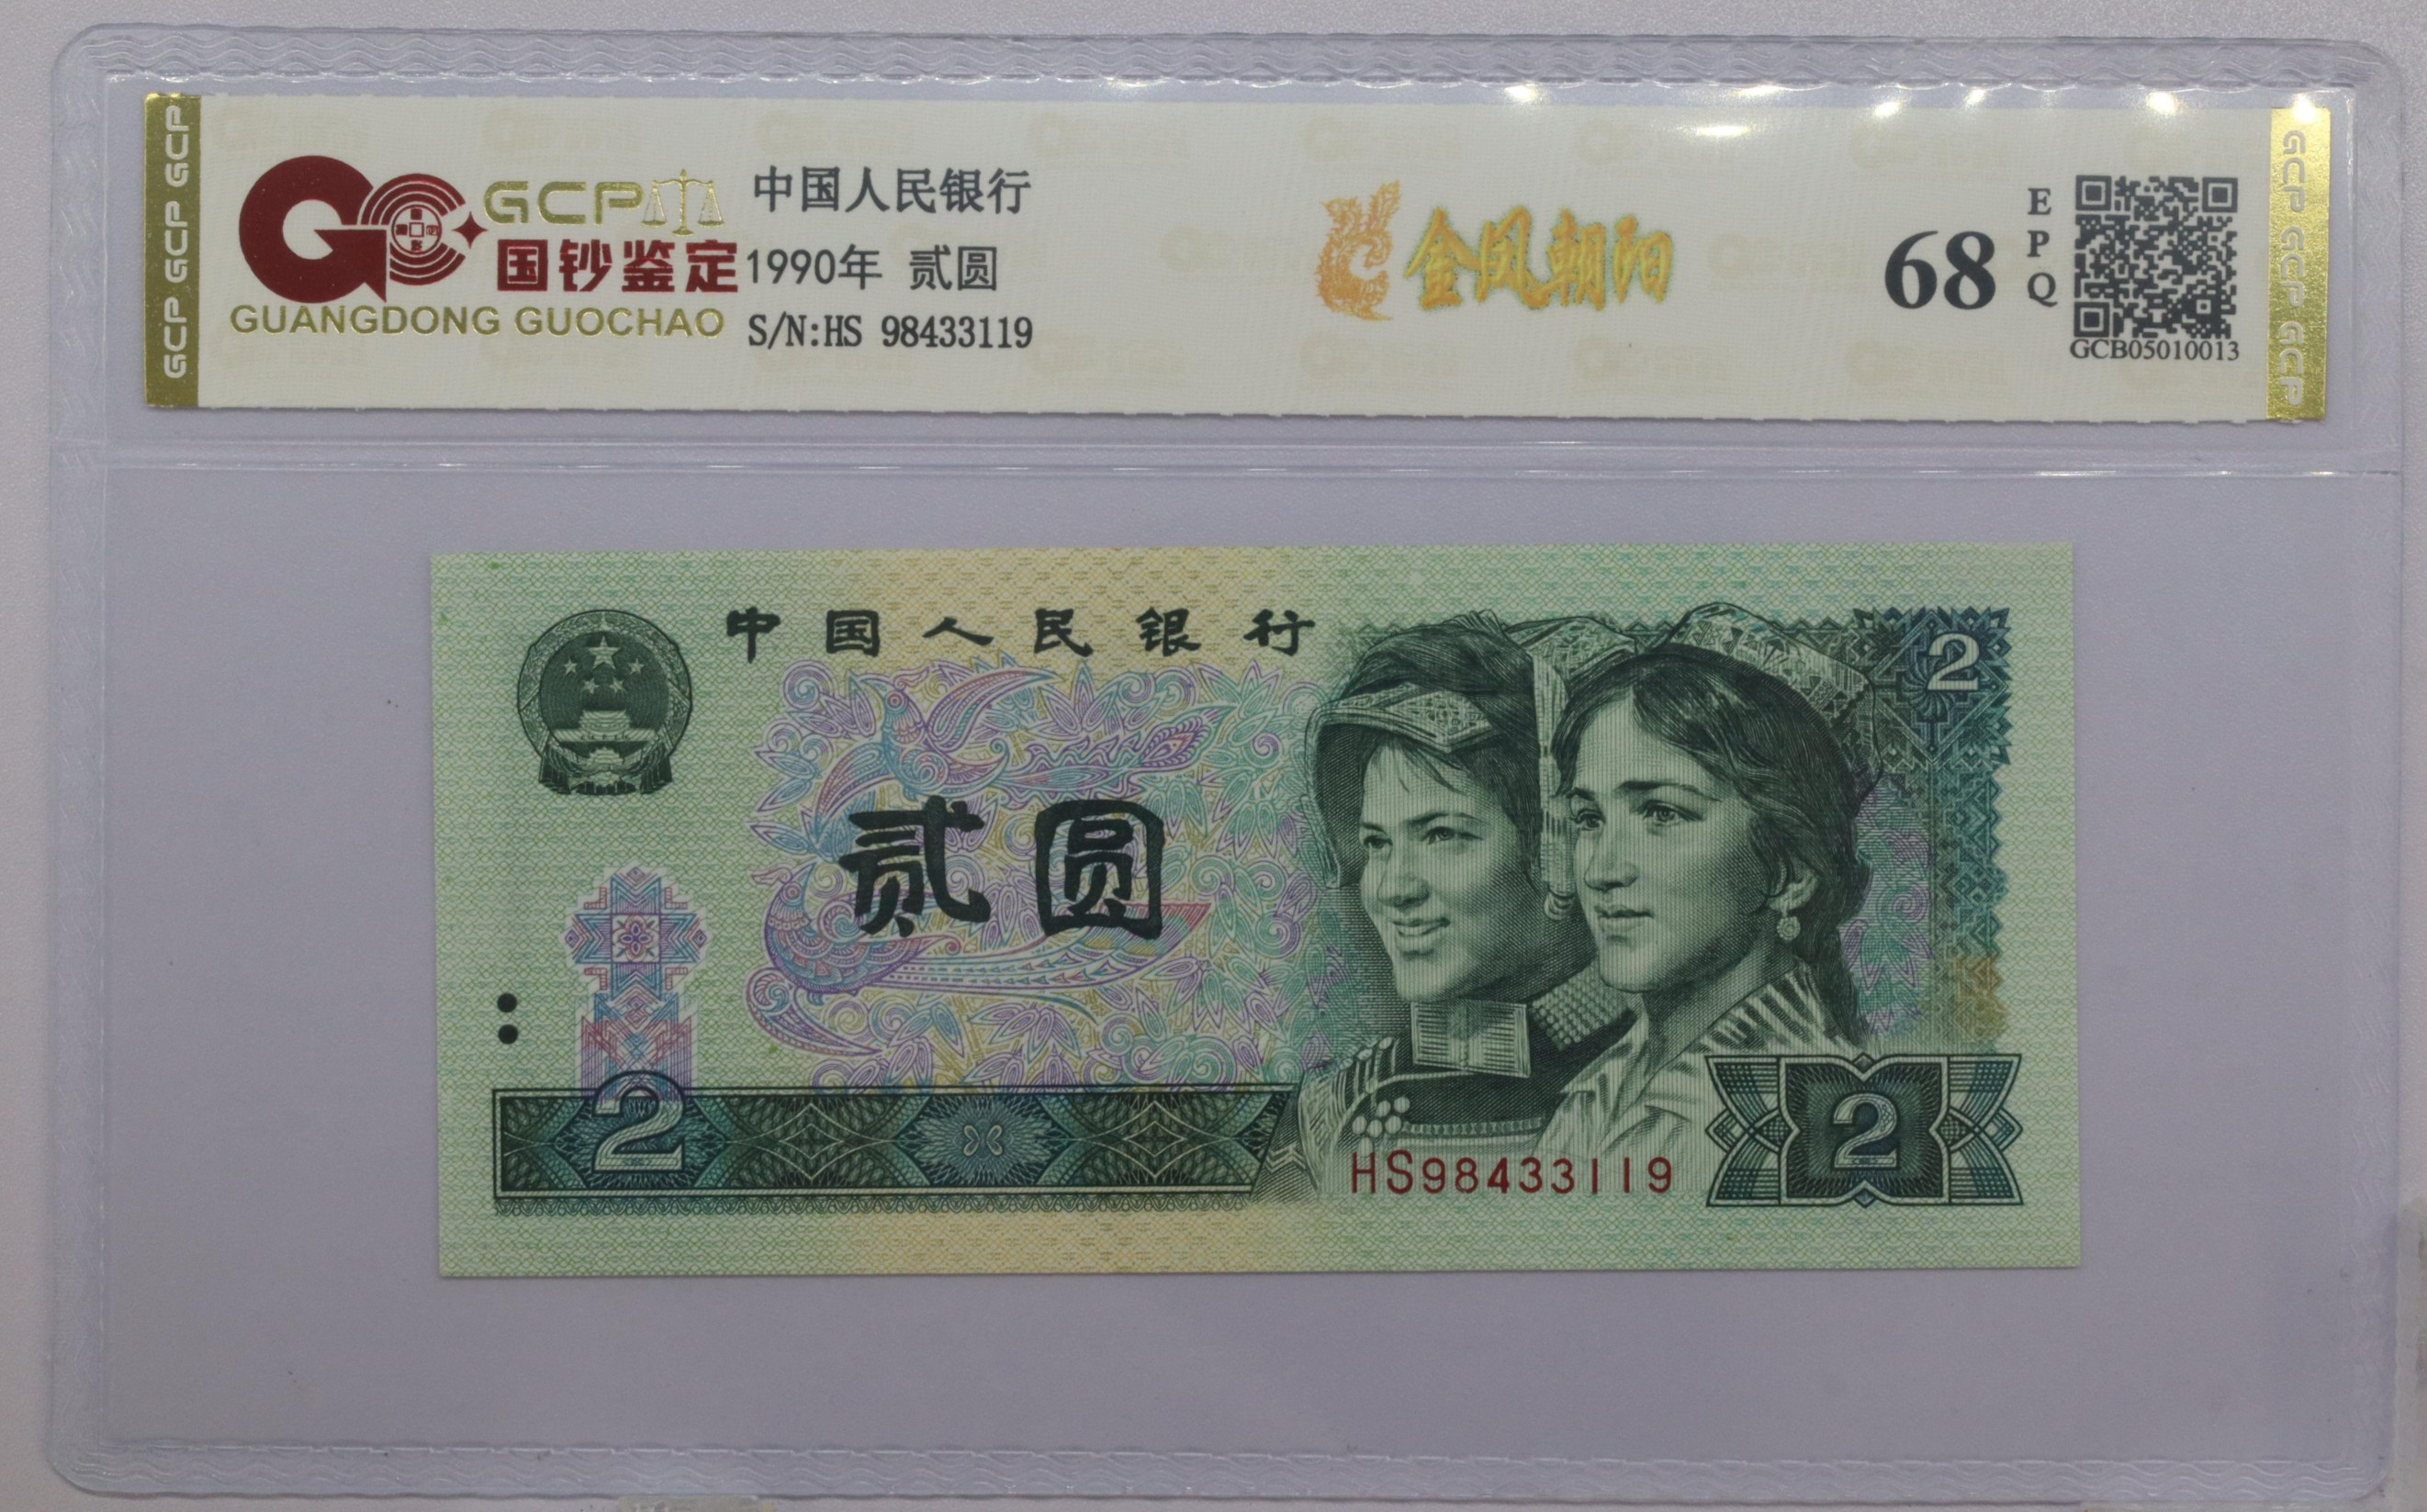 GCP GCP GCP
GCP
国钞鉴定
GUANGDONG GUOCHAO
中国人民银行
1990年 贰圆
S/N:HS 98433119
金凤朝阳
68
EPQ
GCB05010013
GCP GCP GCP
中国人民银行
2
贰圆
2
HS98433119
2